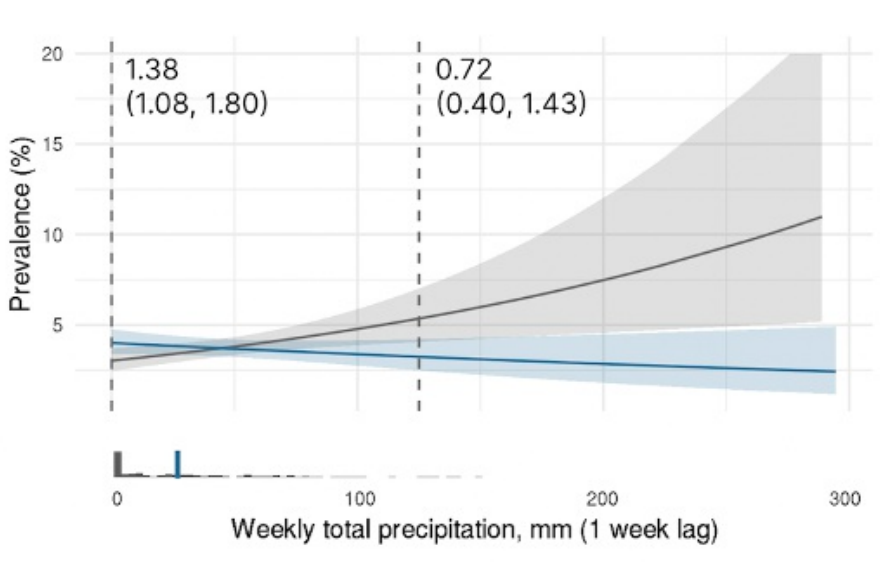 20
15
10
5
Prevalence (%)
1.38
(1.08, 1.80)
0.72
(0.40, 1.43)
0 100 200 300
Weekly total precipitation, mm (1 week lag)